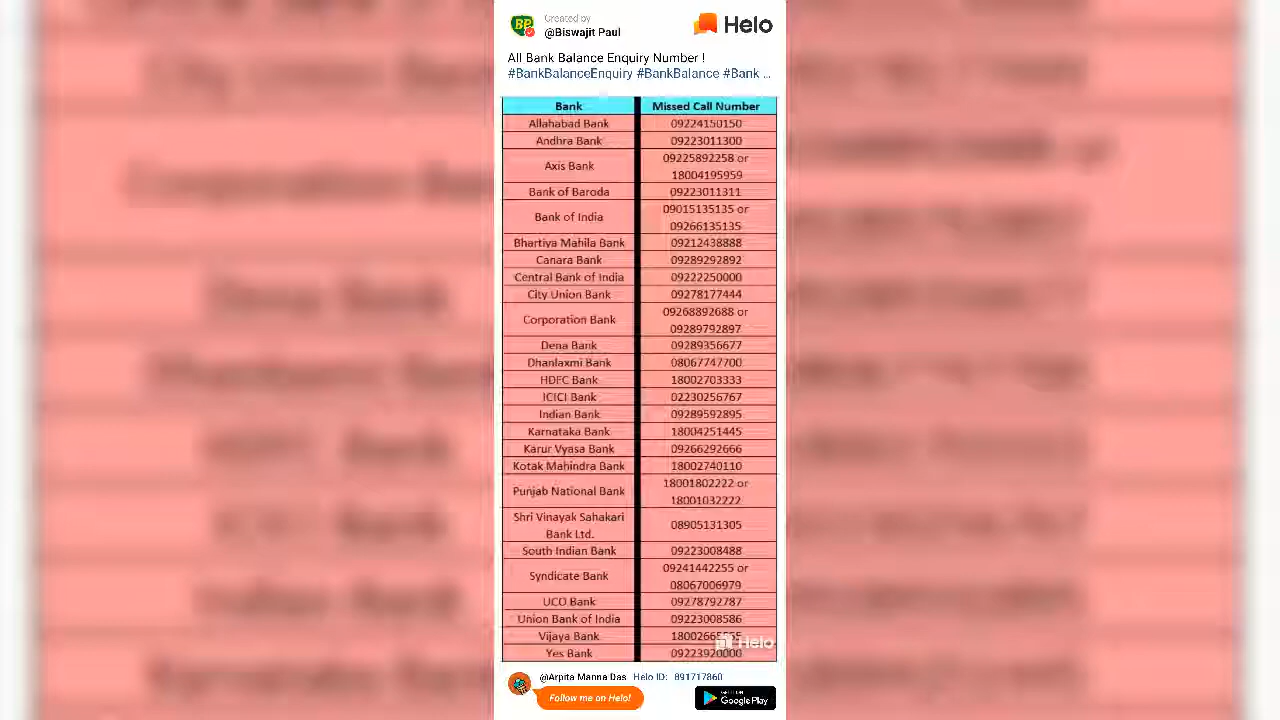 Created by
@Biswajit Paul
Helo
All Bank Balance Enquiry Number !
#BankBalanceEnquiry #BankBalance #Bank ...
Bank Missed Call Number
Allahabad Bank 09224150150
Andhra Bank 09223011300
Axis Bank 09225892258 or
18004195959
Bank of Baroda 09223011311
Bank of India 09015135135 or
09266135135
Bhartiya Mahila Bank 09212438888
Canara Bank 09289292892
Central Bank of India 09222250000
City Union Bank 09278177444
Corporation Bank 09268892688 or
09289792897
Dena Bank 09289356677
Dhanlaxmi Bank 08067747700
HDFC Bank 18002703333
ICICI Bank 02230256767
Indian Bank 09289592895
Karnataka Bank 18004251445
Karur Vyasa Bank 09266292666
Kotak Mahindra Bank 18002740110
Punjab National Bank 18001802222 or
18001032222
Shri Vinayak Sahakari
Bank Ltd. 08905131305
South Indian Bank 09223008488
Syndicate Bank 09241442255 or
08067006979
UCO Bank 09278792787
Union Bank of India 09223008586
Vijaya Bank 18002665555
Helo
Yes Bank 09223920000
@Arpita Manna Das Helo ID: 891717860
Follow me on Helo!
GET IT ON
Google Play